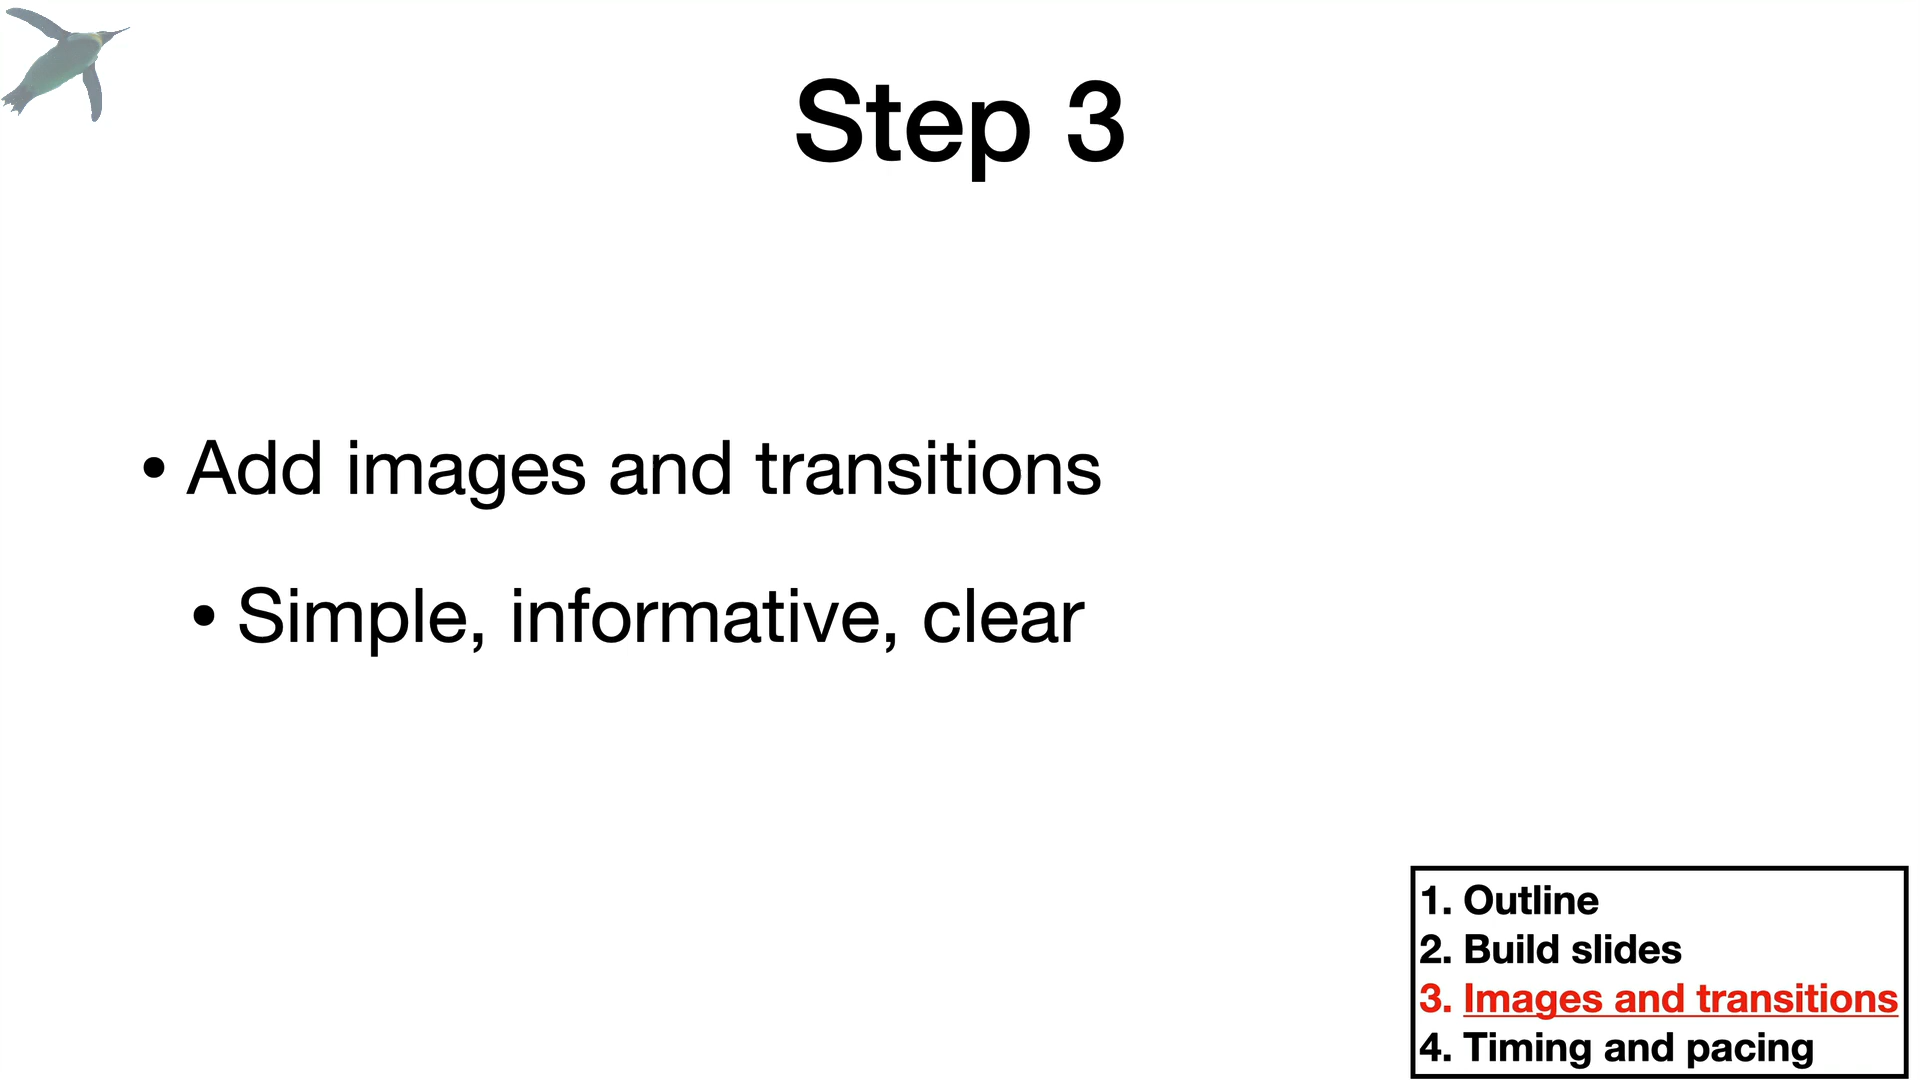 Step 3
• Add images and transitions
• Simple, informative, clear
1. Outline
2. Build slides
3. Images and transitions
4. Timing and pacing